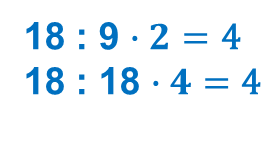 18 : 9 · 2 = 4
18 : 18 · 4 = 4